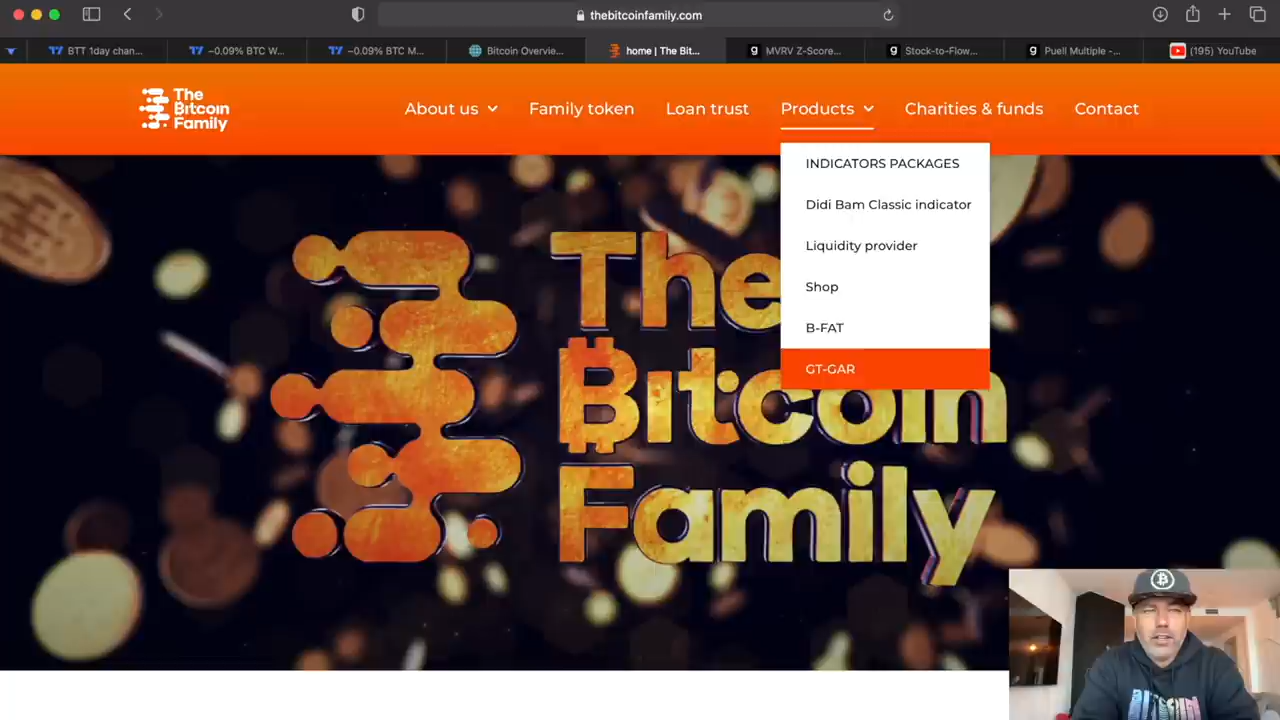 thebitcoinfamily.com
BTT 1day chan...
−0.09% BTC W...
−0.09% BTC M...
Bitcoin Overvie...
home | The Bit...
MVRV Z-Score...
Stock-to-Flow...
Puell Multiple -...
(195) YouTube
The
Bitcoin
Family
About us
Family token
Loan trust
Products
Charities & funds
Contact
INDICATORS PACKAGES
Didi Bam Classic indicator
Liquidity provider
Shop
B-FAT
GT-GAR
The
Bitcoin
Family
BITCOIN